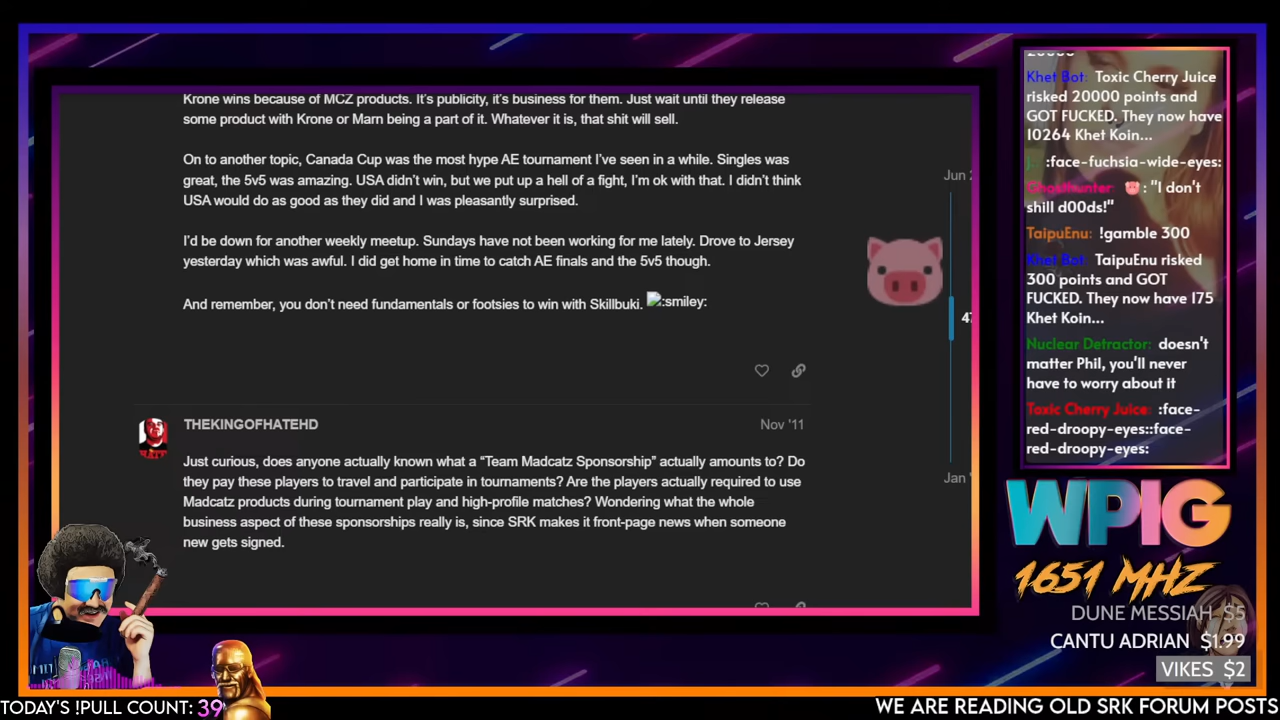 Krone wins because of MCZ products. It's publicity, it's business for them. Just wait until they release
some product with Krone or Marn being a part of it. Whatever it is, that shit will sell.
On to another topic, Canada Cup was the most hype AE tournament I've seen in a while. Singles was
great, the 5v5 was amazing. USA didn't win, but we put up a hell of a fight, I'm ok with that. I didn't think
USA would do as good as they did and I was pleasantly surprised.
I'd be down for another weekly meetup. Sundays have not been working for me lately. Drove to Jersey
yesterday which was awful. I did get home in time to catch AE finals and the 5v5 though.
And remember, you don't need fundamentals or footsies to win with Skillbuki. :smiley:
THEKINGOFHATEHD
Nov '11
Just curious, does anyone actually known what a “Team Madcatz Sponsorship” actually amounts to? Do
they pay these players to travel and participate in tournaments? Are the players actually required to use
Madcatz products during tournament play and high-profile matches? Wondering what the whole
business aspect of these sponsorships really is, since SRK makes it front-page news when someone
new gets signed.
HATE
Jun 2
47
Jan '
Khet Bot: Toxic Cherry Juice
risked 20000 points and
GOT FUCKED. They now have
10264 Khet Koin...
:face-fuchsia-wide-eyes:
Ghosthunter: : "I don't
shill d00ds!"
TaipuEnu: !gamble 300
Khet Bot: TaipuEnu risked
300 points and GOT
FUCKED. They now have 175
Khet Koin...
Nuclear Detractor: doesn't
matter Phil, you'll never
have to worry about it
Toxic Cherry Juice: :face-
red-droopy-eyes::face-
red-droopy-eyes:
WPIG
1651 MHZ
DUNE MESSIAH $5
CANTU ADRIAN $1.99
VIKES $2
TODAY'S !PULL COUNT: 39
WE ARE READING OLD SRK FORUM POSTS